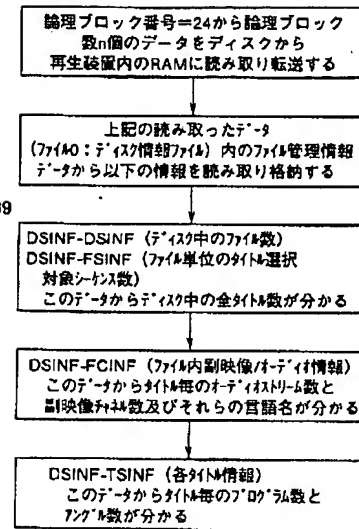 論理ブロック番号=24から論理ブロック
数n個のデータをディスクから
再生装置内のRAMに読み取り転送する
上記の読み取ったデータ
(ファイル0:ディスク情報ファイル)内のファイル管理情報
データから以下の情報を読み取り格納する
39
DSINF-DSINF (ディスク中のファイル数)
DSINF-FSINF (ファイル単位のタイトル選択
対象シーケンス数)
このデータからディスク中の全タイトル数が分かる
DSINF-FCINF (ファイル内副映像/オーディオ情報)
このデータからタイトル毎のオーディオストリーム数と
副映像チャネル数及びそれらの言語名が分かる
DSINF-TSINF (各タイトル情報)
このデータからタイトル毎のプログラム数と
アングル数が分かる